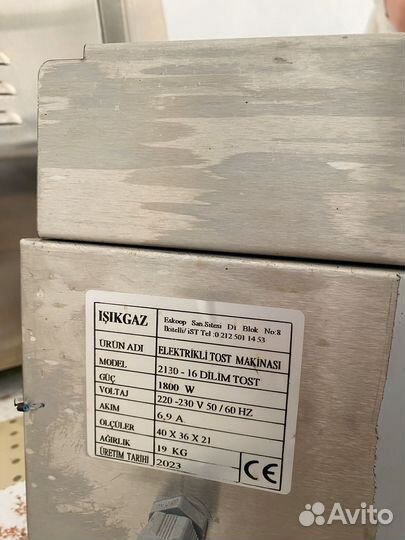 IŞIKGAZ
Eskoop San.Sitesi D1 Blok No:8
İkitelli/ iST Tel :0 212 501 14 53
ÜRÜN ADI ELEKTRİKLİ TOST MAKİNASI
MODEL 2130 - 16 DİLİM TOST
GÜÇ 1800 W
VOLTAJ 220 -230 V 50 / 60 HZ
AKIM 6,9 A
ÖLÇÜLER 40 X 36 X 21
AĞIRLIK 19 KG
ÜRETİM TARİHİ 2023
CE
Avito